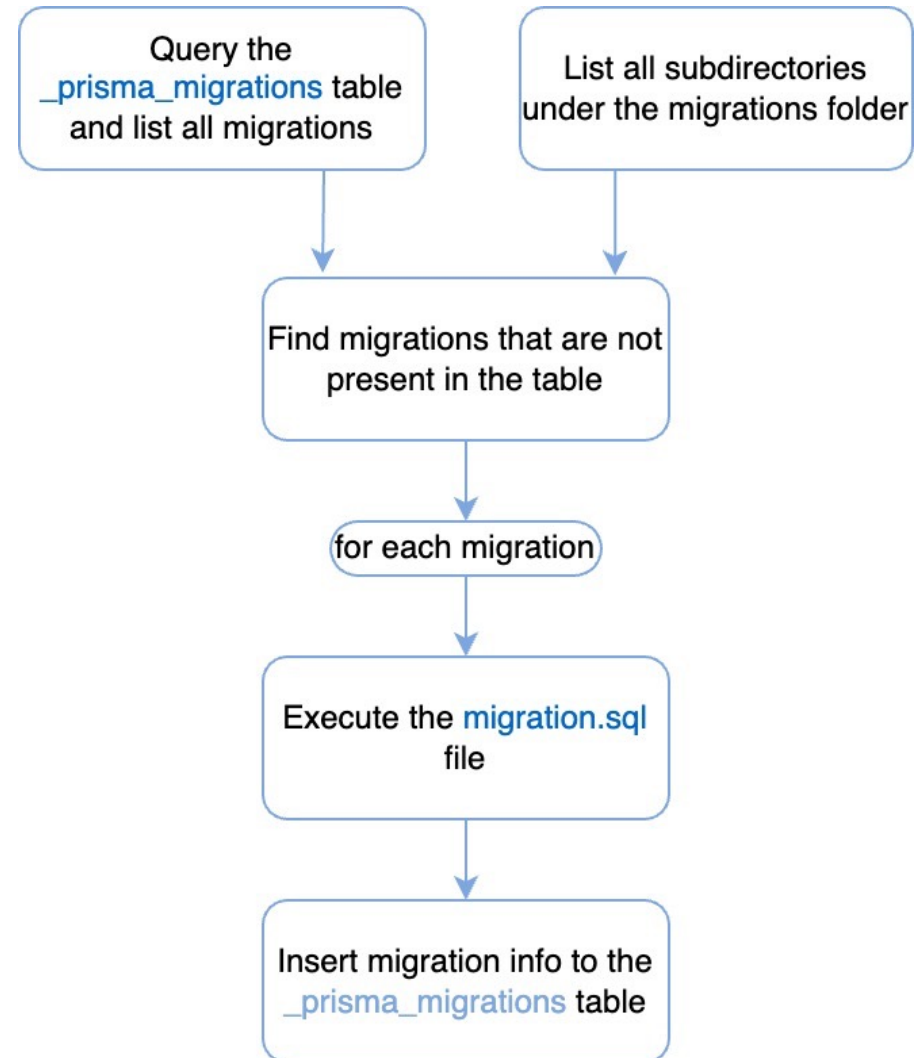 Query the
_prisma_migrations table
and list all migrations
List all subdirectories
under the migrations folder
Find migrations that are not
present in the table
for each migration
Execute the migration.sql
file
Insert migration info to the
_prisma_migrations table